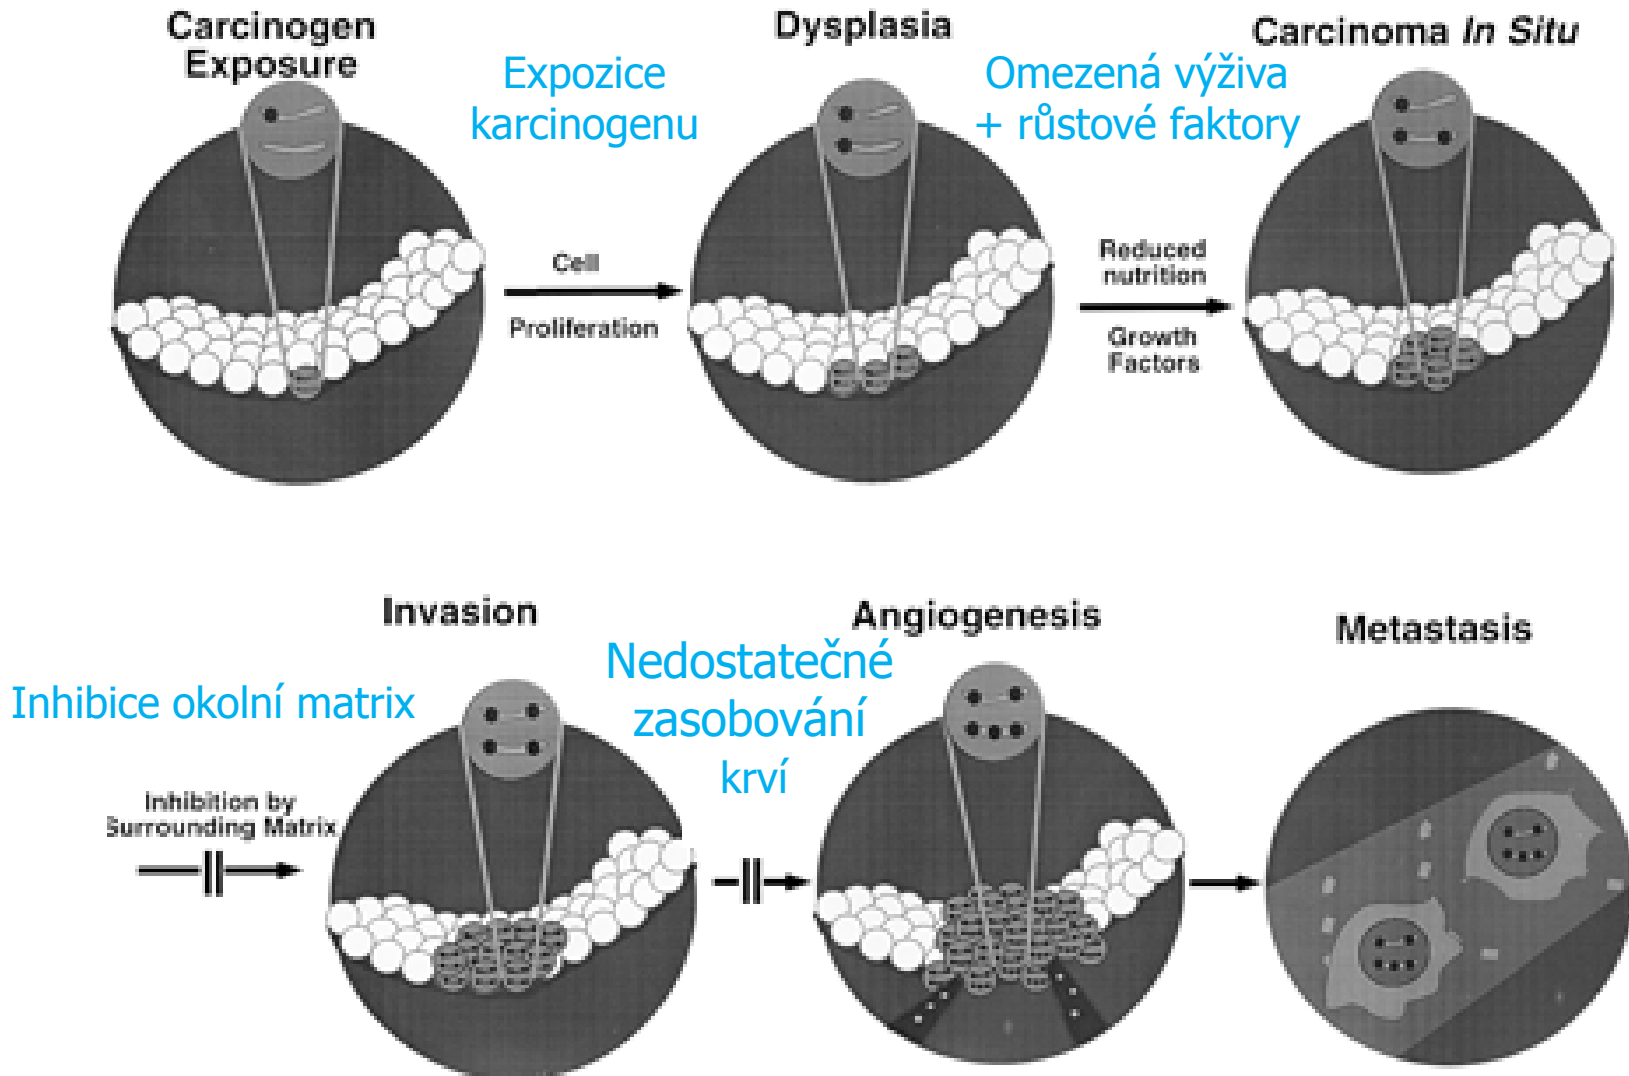 Carcinogen
Exposure
Expozice
karcinogenu
Dysplasia
Omezená výživa
+ růstové faktory
Carcinoma In Situ
Cell
Proliferation
Reduced
nutrition
Growth
Factors
Invasion
Angiogenesis
Metastasis
Inhibice okolní matrix
Nedostatečné
zasobování
krví
Inhibition by
Surrounding Matrix